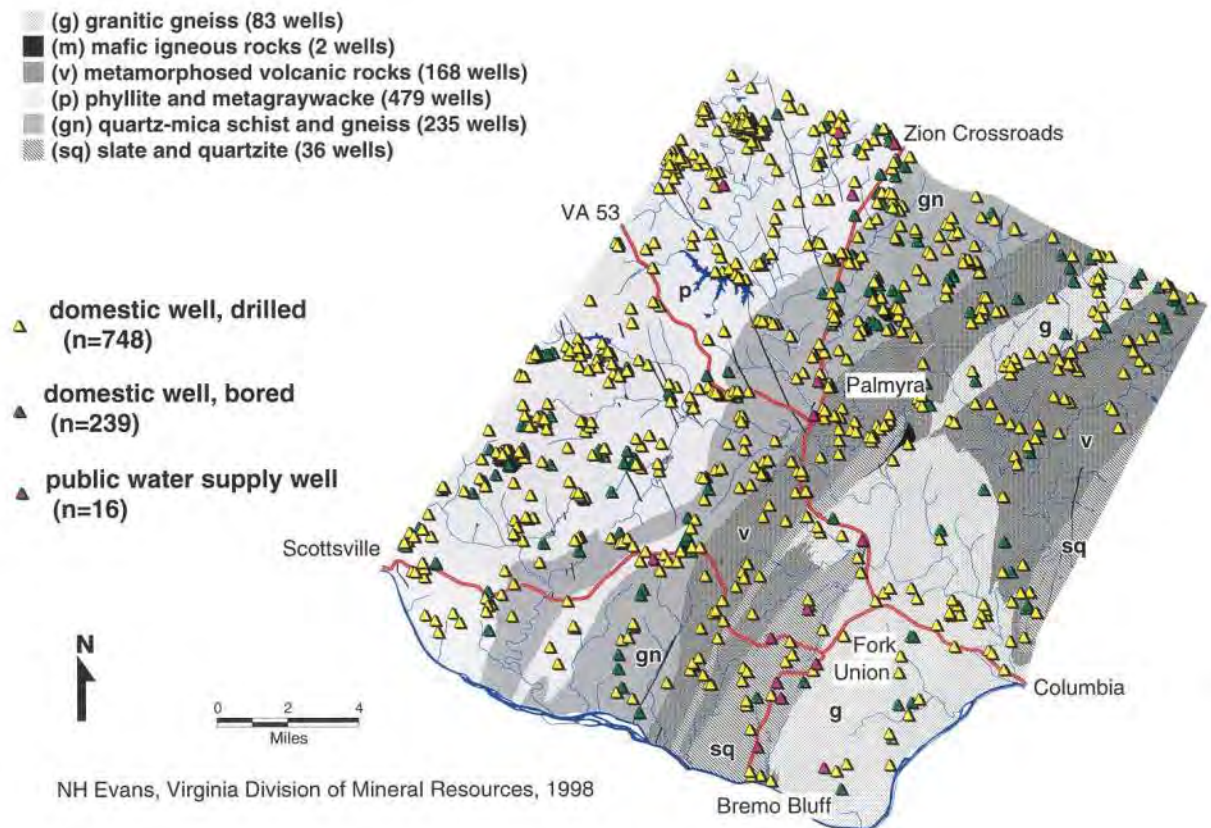 (g) granitic gneiss (83 wells)
(m) mafic igneous rocks (2 wells)
(v) metamorphosed volcanic rocks (168 wells)
(p) phyllite and metagraywacke (479 wells)
(gn) quartz-mica schist and gneiss (235 wells)
(sq) slate and quartzite (36 wells)
domestic well, drilled
(n=748)
domestic well, bored
(n=239)
public water supply well
(n=16)
Zion Crossroads
gn
VA 53
p
g
Palmyra
v
v
Scottsville
sq
gn
Fork
Union
Columbia
g
sq
N
0 2 4
Miles
NH Evans, Virginia Division of Mineral Resources, 1998
Bremo Bluff